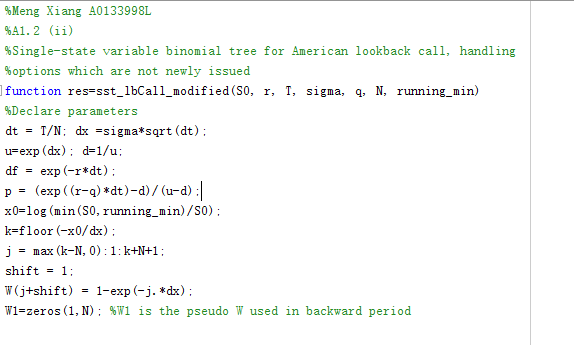 %Meng Xiang A0133998L
%A1.2 (ii)
%Single-state variable binomial tree for American lookback call, handling
%options which are not newly issued
function res=sst_lbCall_modified(S0, r, T, sigma, q, N, running_min)
%Declare parameters
dt = T/N; dx =sigma*sqrt(dt);
u=exp(dx); d=1/u;
df = exp(-r*dt);
p = (exp((r-q)*dt)-d)/(u-d);
x0=log(min(S0,running_min)/S0);
k=floor(-x0/dx);
j = max(k-N,0):1:k+N+1;
shift = 1;
W(j+shift) = 1-exp(-j.*dx);
W1=zeros(1,N); %W1 is the pseudo W used in backward period